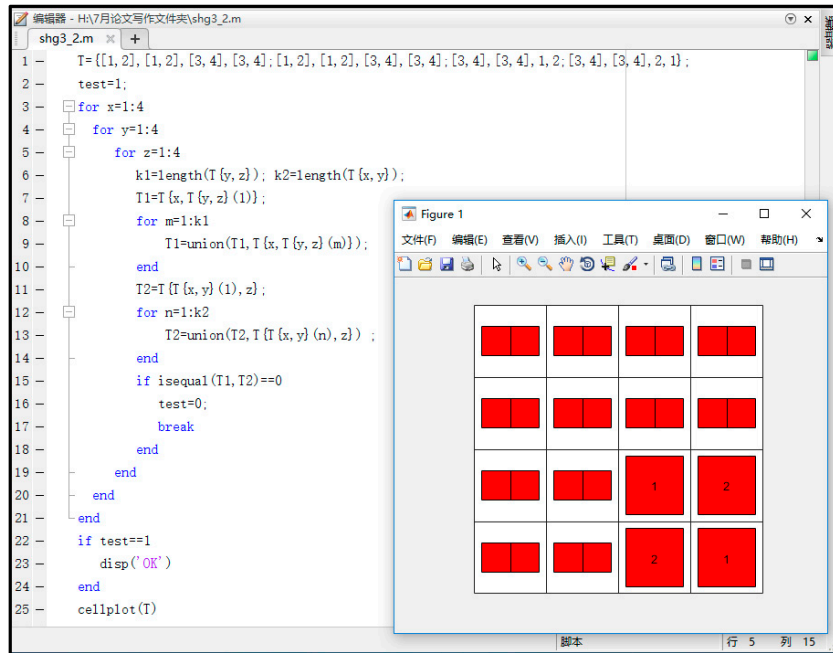 编辑器 - H:\7月论文写作文件夹\shg3_2.m
shg3_2.m × +
1 — T={[1,2],[1,2],[3,4],[3,4];[1,2],[1,2],[3,4],[3,4];[3,4],[3,4],1,2;[3,4],[3,4],2,1};
2 — test=1;
3 — for x=1:4
4 — for y=1:4
5 — for z=1:4
6 — k1=length(T{y,z}); k2=length(T{x,y});
7 — T1=T{x,T{y,z}(1)};
8 — for m=1:k1
9 — T1=union(T1,T{x,T{y,z}(m)});
10 — end
11 — T2=T{T{x,y}(1),z};
12 — for n=1:k2
13 — T2=union(T2,T{T{x,y}(n),z}) ;
14 — end
15 — if isequal(T1,T2)==0
16 — test=0;
17 — break
18 — end
19 — end
20 — end
21 — end
22 — if test==1
23 — disp('OK')
24 — end
25 — cellplot(T)
Figure 1
文件(F) 编辑(E) 查看(V) 插入(I) 工具(T) 桌面(D) 窗口(W) 帮助(H)
1 2
2 1
脚本 行 5 列 15